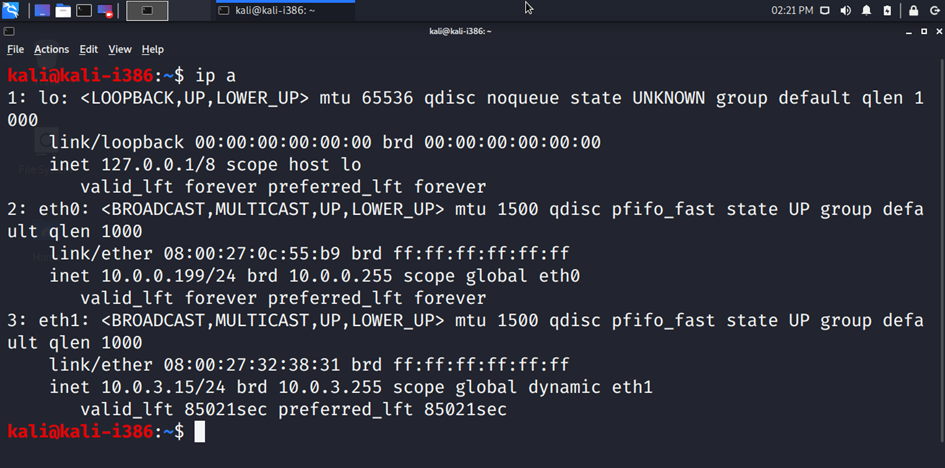 kali@kali-i386: ~
02:21 PM
kali@kali-i386: ~
File Actions Edit View Help
kali@kali-i386:~$ ip a
1: lo: <LOOPBACK,UP,LOWER_UP> mtu 65536 qdisc noqueue state UNKNOWN group default qlen 1
000
    link/loopback 00:00:00:00:00:00 brd 00:00:00:00:00:00
    inet 127.0.0.1/8 scope host lo
       valid_lft forever preferred_lft forever
2: eth0: <BROADCAST,MULTICAST,UP,LOWER_UP> mtu 1500 qdisc pfifo_fast state UP group defa
ult qlen 1000
    link/ether 08:00:27:0c:55:b9 brd ff:ff:ff:ff:ff:ff
    inet 10.0.0.199/24 brd 10.0.0.255 scope global eth0
       valid_lft forever preferred_lft forever
3: eth1: <BROADCAST,MULTICAST,UP,LOWER_UP> mtu 1500 qdisc pfifo_fast state UP group defa
ult qlen 1000
    link/ether 08:00:27:32:38:31 brd ff:ff:ff:ff:ff:ff
    inet 10.0.3.15/24 brd 10.0.3.255 scope global dynamic eth1
       valid_lft 85021sec preferred_lft 85021sec
kali@kali-i386:~$